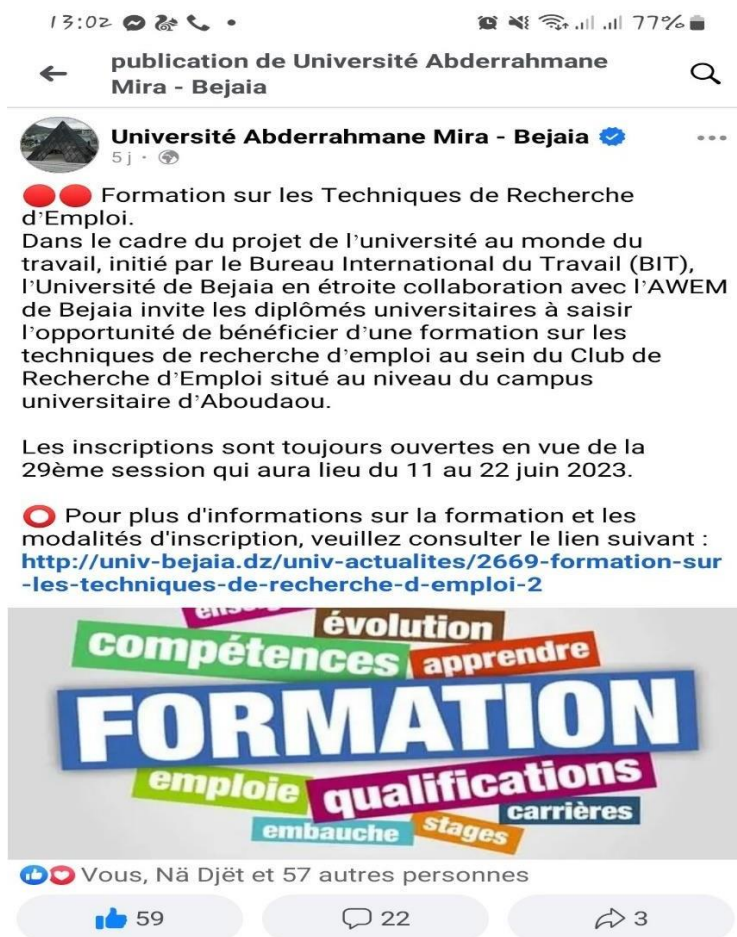 13:02
77%
publication de Université Abderrahmane
Mira - Bejaia
Université Abderrahmane Mira - Bejaia
5 j
Formation sur les Techniques de Recherche
d'Emploi.
Dans le cadre du projet de l'université au monde du
travail, initié par le Bureau International du Travail (BIT),
l'Université de Bejaia en étroite collaboration avec l'AWEM
de Bejaia invite les diplômés universitaires à saisir
l'opportunité de bénéficier d'une formation sur les
techniques de recherche d'emploi au sein du Club de
Recherche d'Emploi situé au niveau du campus
universitaire d'Aboudaou.
Les inscriptions sont toujours ouvertes en vue de la
29ème session qui aura lieu du 11 au 22 juin 2023.
Pour plus d'informations sur la formation et les
modalités d'inscription, veuillez consulter le lien suivant :
http://univ-bejaia.dz/univ-actualites/2669-formation-sur
-les-techniques-de-recherche-d-emploi-2
évolution
compétences apprendre
FORMATION
emploie qualifications
carrières
embauche stages
Vous, Nä Djët et 57 autres personnes
59 22 3